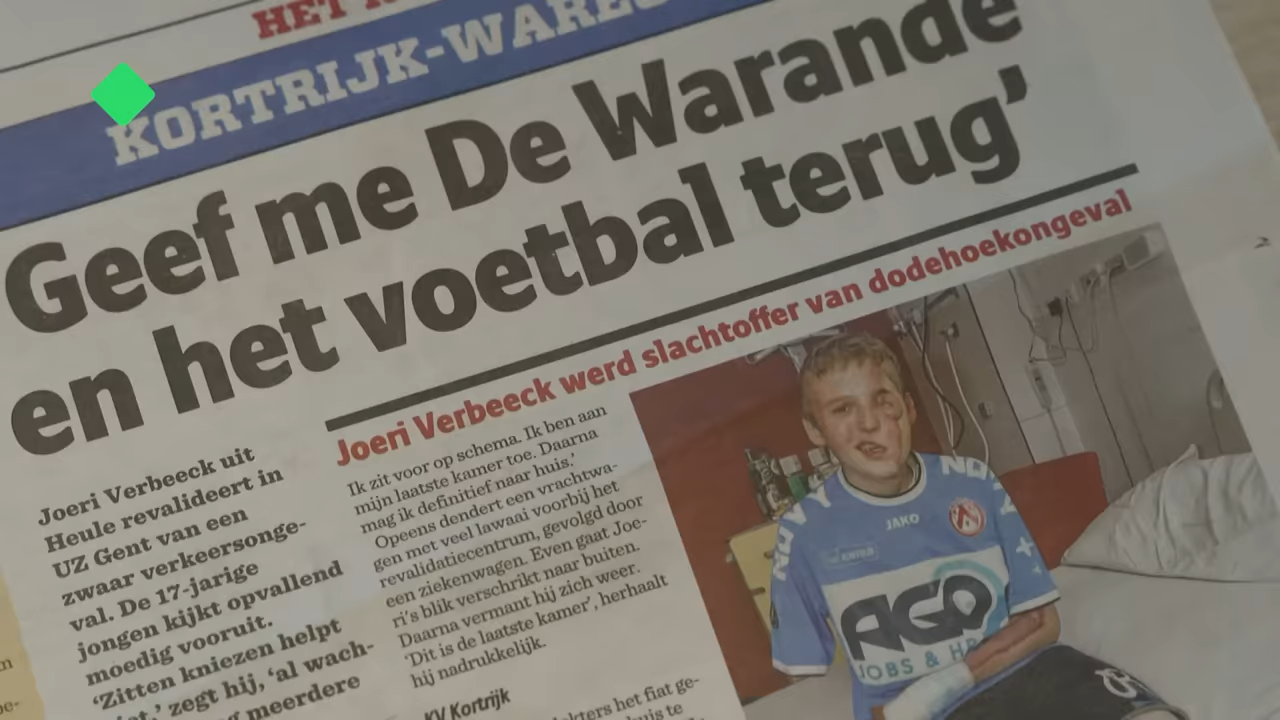 HET
KORTRIJK-WARE
Geef me De Warande
en het voetbal terug’
Joeri Verbeeck werd slachtoffer van dodehoekongeval
Joeri Verbeeck uit
Heule revalideert in
UZ Gent van een
zwaar verkeersonge-
val. De 17-jarige
jongen kijkt opvallend
moedig vooruit.
‘Zitten kniezen helpt
niet,’ zegt hij, ‘al wach-
meerdere
Ik zit voor op schema. Ik ben aan
mijn laatste kamer toe. Daarna
mag ik definitief naar huis.’
Opeens dendert een vrachtwa-
gen met veel lawaai voorbij het
revalidatiecentrum, gevolgd door
een ziekenwagen. Even gaat Joe-
ri’s blik verschrikt naar buiten.
Daarna vermant hij zich weer.
‘Dit is de laatste kamer’, herhaalt
hij nadrukkelijk.
KV Kortrijk
het fiat ge-
te
JAKO
AGO
JOBS & HR